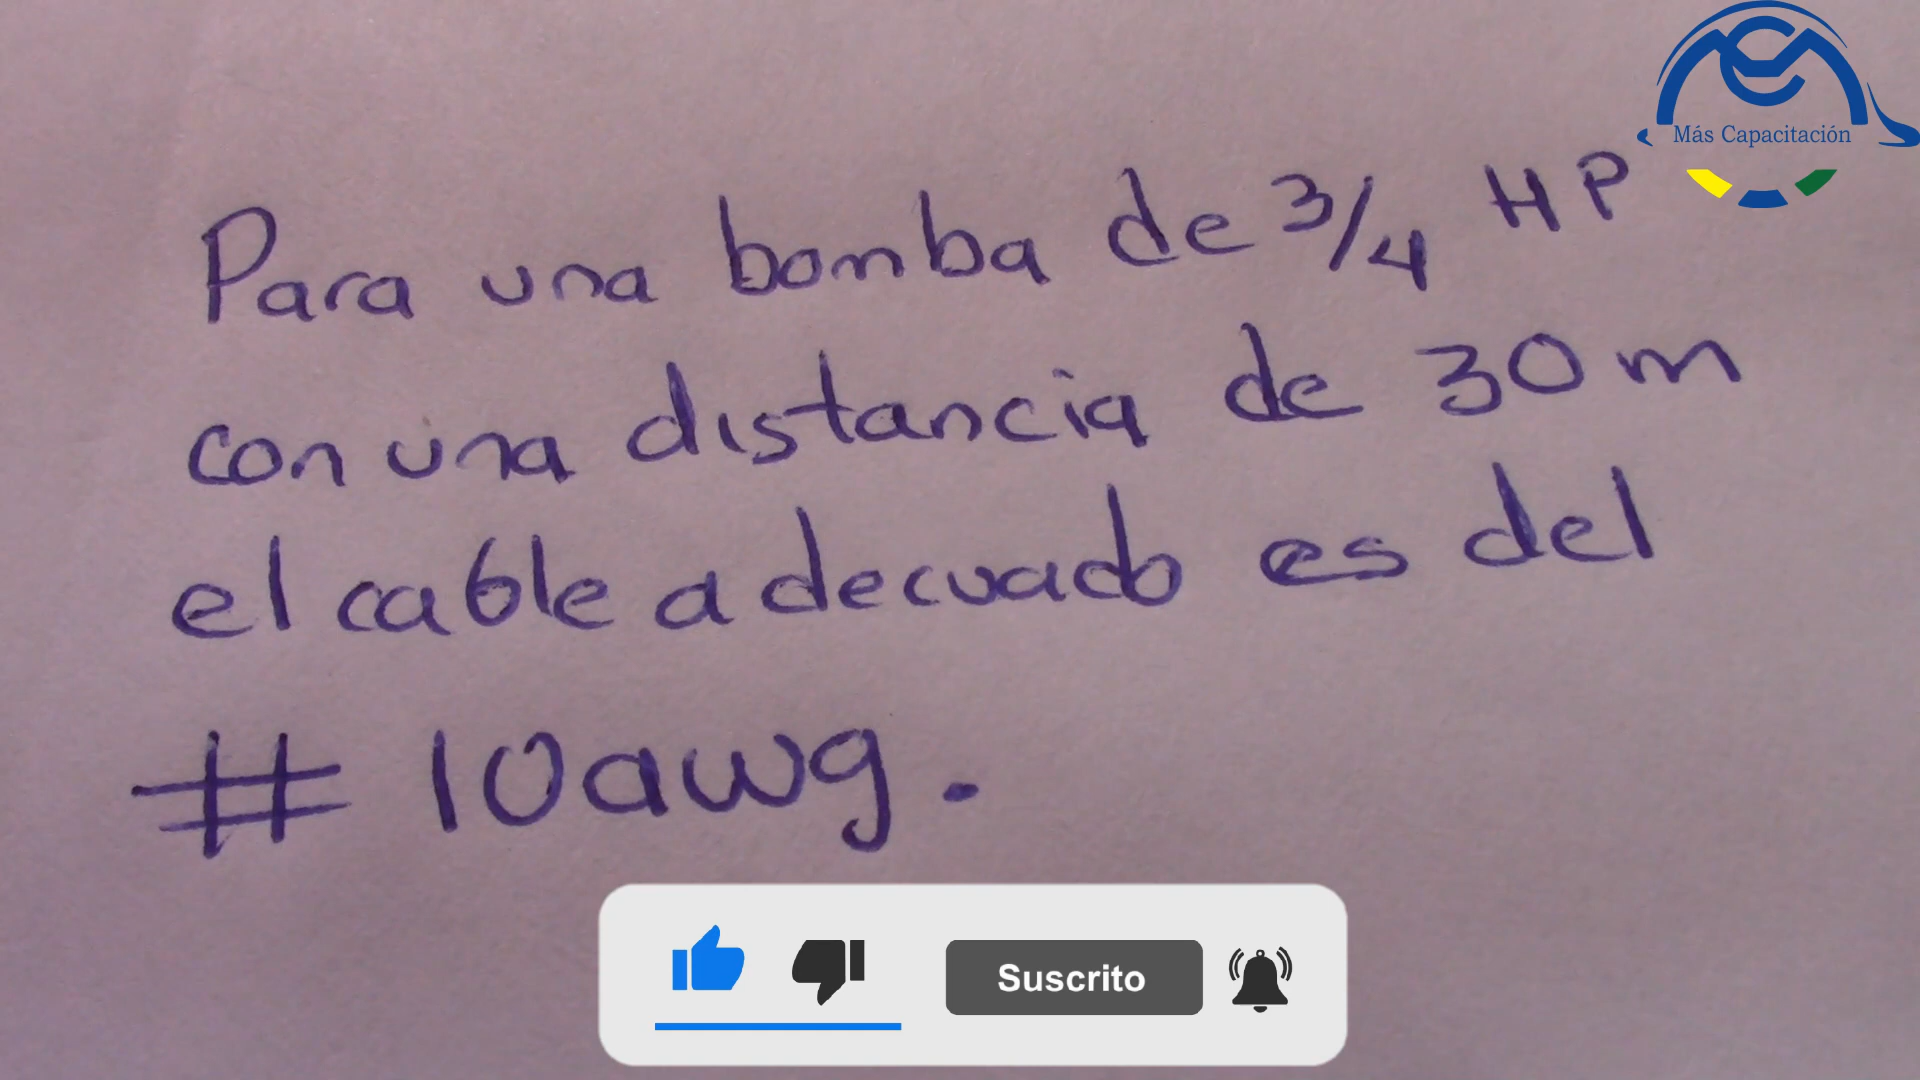 Más Capacitación
Para una bomba de 3/4 HP
con una distancia de 30 m
el cable adecuado es del
# 10awg.
Suscrito